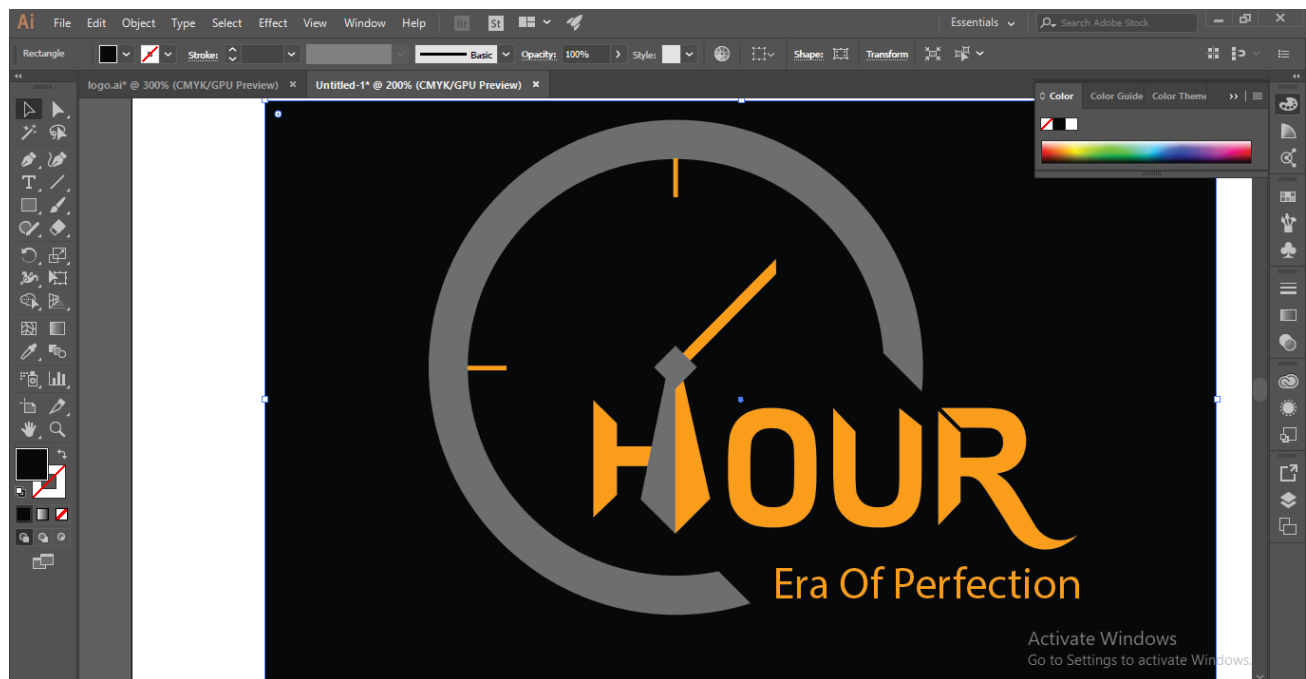 Ai File Edit Object Type Select Effect View Window Help Br St Essentials Search Adobe Stock
Rectangle Stroke: Basic Opacity: 100% Style: Shape: Transform
logo.ai* @ 300% (CMYK/GPU Preview) × Untitled-1* @ 200% (CMYK/GPU Preview) ×
Color Color Guide Color Theme
HOUR
Era Of Perfection
Activate Windows
Go to Settings to activate Windows.